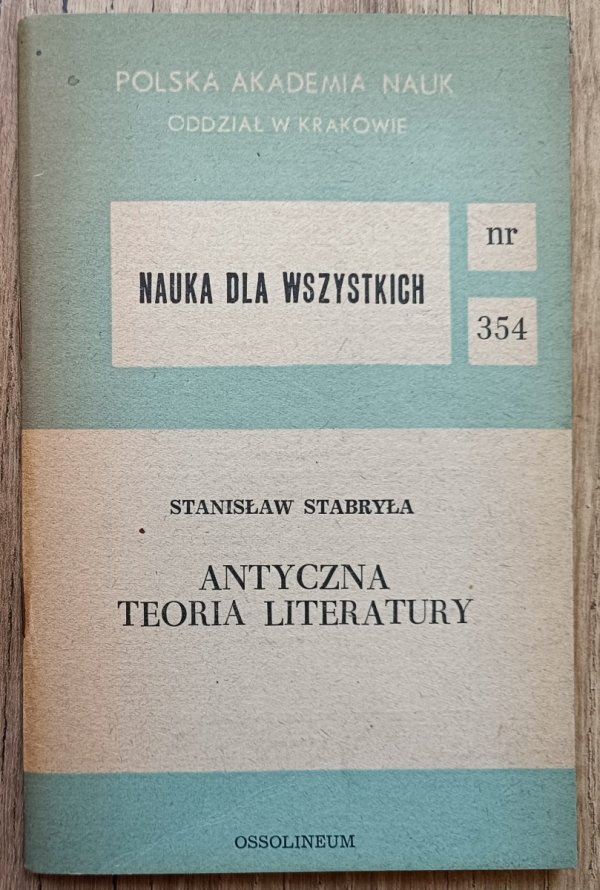 POLSKA AKADEMIA NAUK
ODDZIAŁ W KRAKOWIE
NAUKA DLA WSZYSTKICH
nr
354
STANISŁAW STABRYŁA
ANTYCZNA
TEORIA LITERATURY
OSSOLINEUM